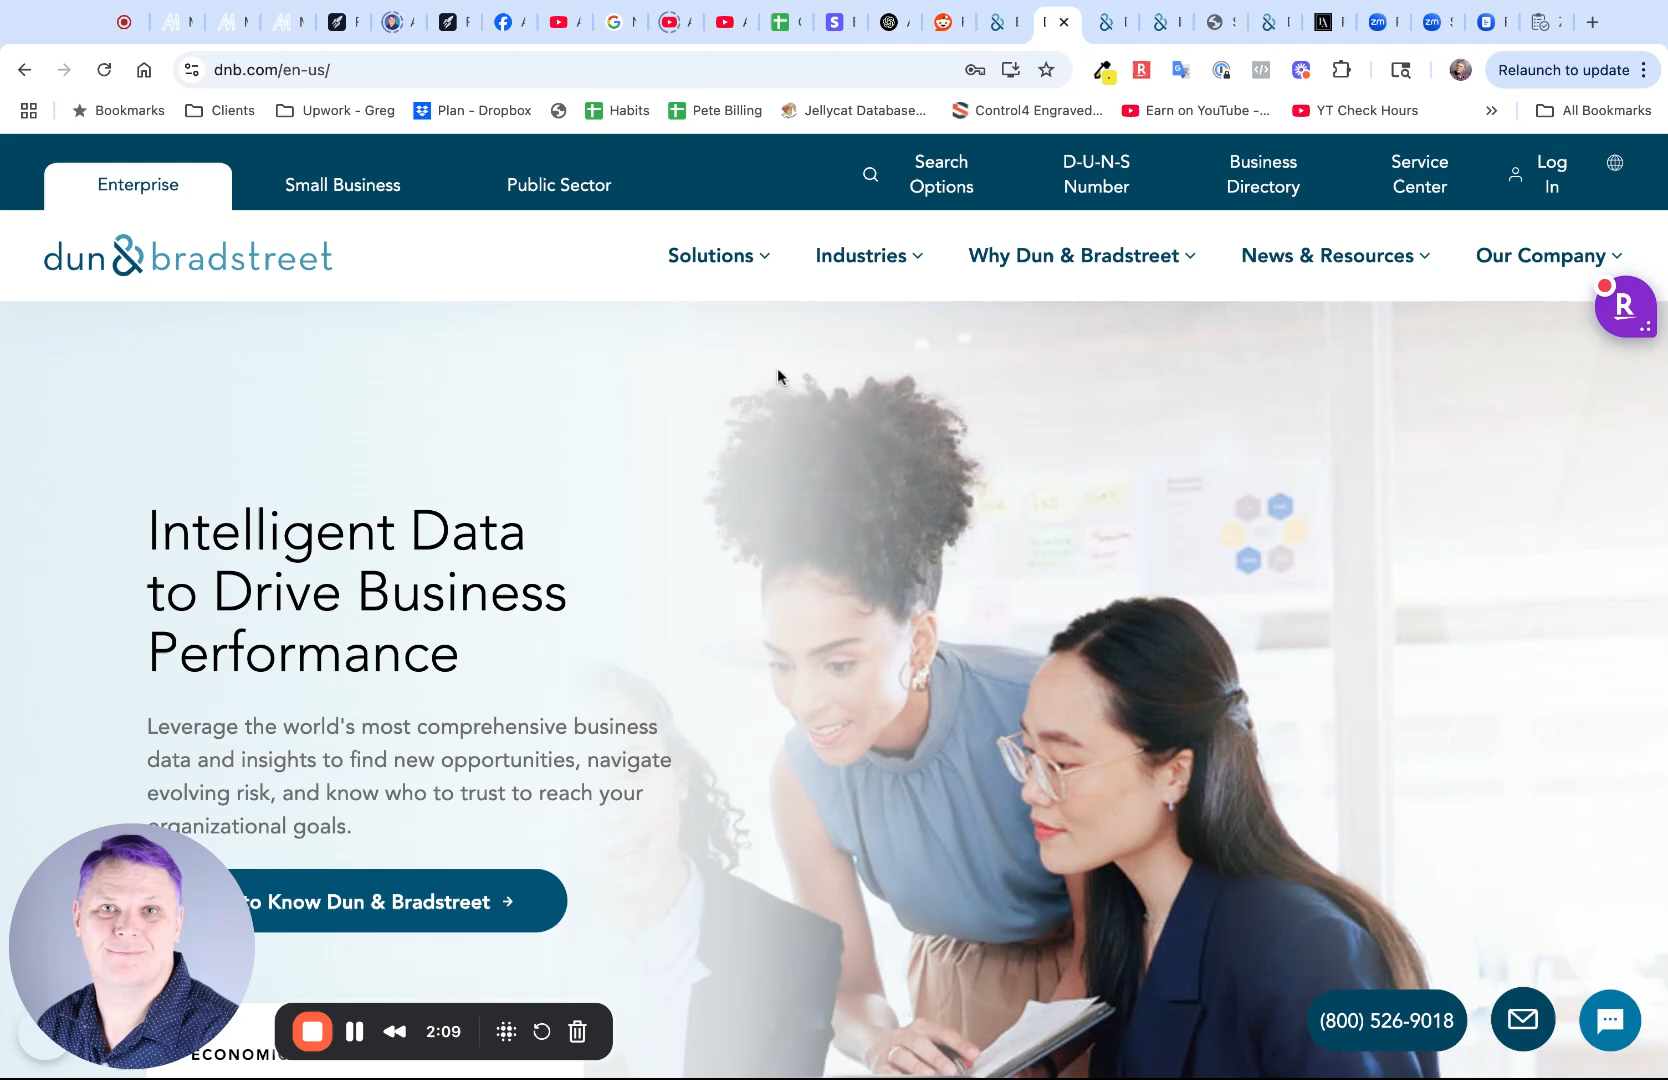 dnb.com/en-us/
Relaunch to update
Bookmarks
Clients
Upwork - Greg
Plan - Dropbox
Habits
Pete Billing
Jellycat Database...
Control4 Engraved...
Earn on YouTube -...
YT Check Hours
All Bookmarks
Enterprise
Small Business
Public Sector
Search
Options
D-U-N-S
Number
Business
Directory
Service
Center
Log
In
dun&bradstreet
Solutions
Industries
Why Dun & Bradstreet
News & Resources
Our Company
R
Intelligent Data
to Drive Business
Performance
Leverage the world's most comprehensive business
data and insights to find new opportunities, navigate
evolving risk, and know who to trust to reach your
organizational goals.
to Know Dun & Bradstreet
2:09
(800) 526-9018